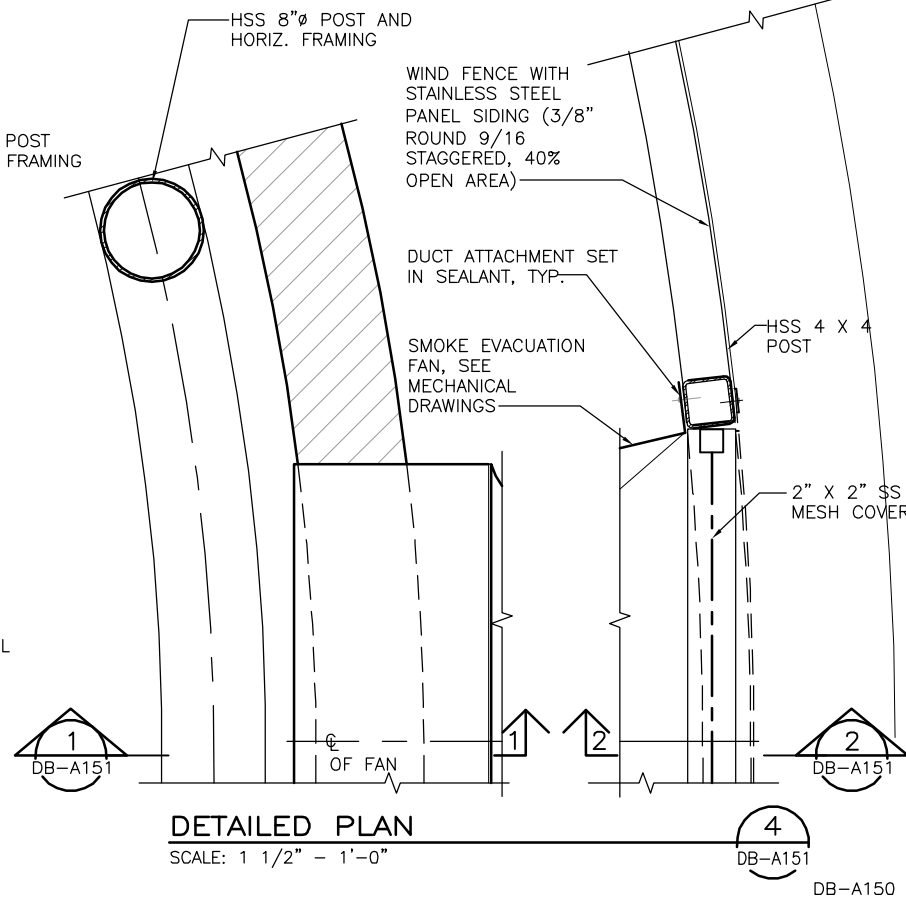 HSS 8"ø POST AND
HORIZ. FRAMING
POST
FRAMING
WIND FENCE WITH
STAINLESS STEEL
PANEL SIDING (3/8"
ROUND 9/16
STAGGERED, 40%
OPEN AREA)
DUCT ATTACHMENT SET
IN SEALANT, TYP.
HSS 4 X 4
POST
SMOKE EVACUATION
FAN, SEE
MECHANICAL
DRAWINGS
2" X 2" SS
MESH COVER
L
1
DB-A151
℄
OF FAN
1
2
2
DB-A151
DETAILED PLAN
SCALE: 1 1/2" - 1'-0"
4
DB-A151
DB-A150